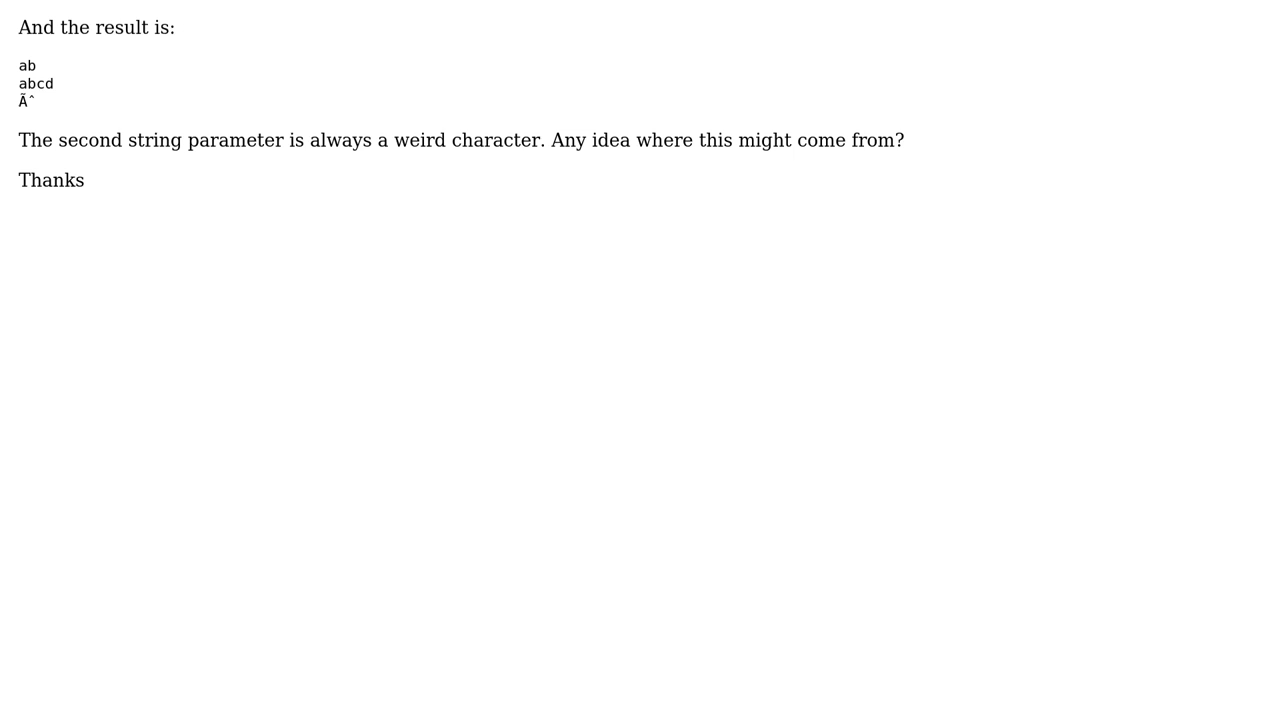 And the result is:
ab
abcd
Ãˆ
The second string parameter is always a weird character. Any idea where this might come from?
Thanks